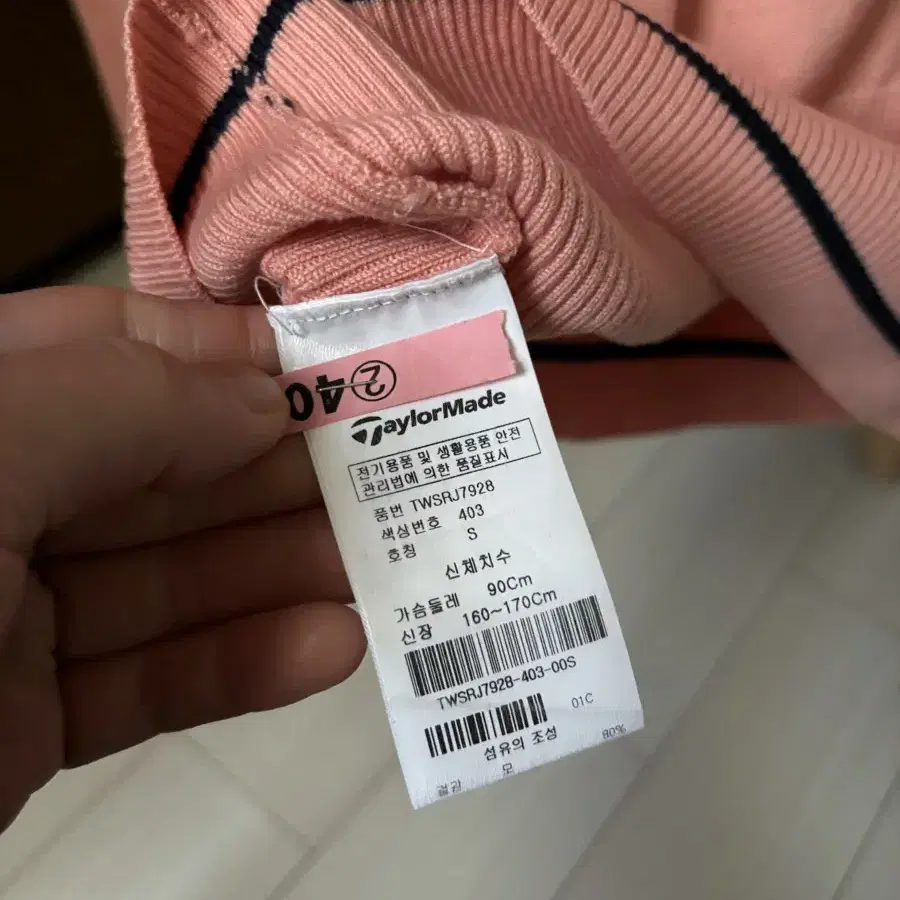 40②
TaylorMade
전기용품 및 생활용품 안전
관리법에 의한 품질표시
품번 TWSRJ7928
색상번호 403
호칭 S
신체치수
가슴둘레 90Cm
신장 160~170Cm
TWSRJ7928-403-00S
01C
섬유의 조성
겉감 모 80%